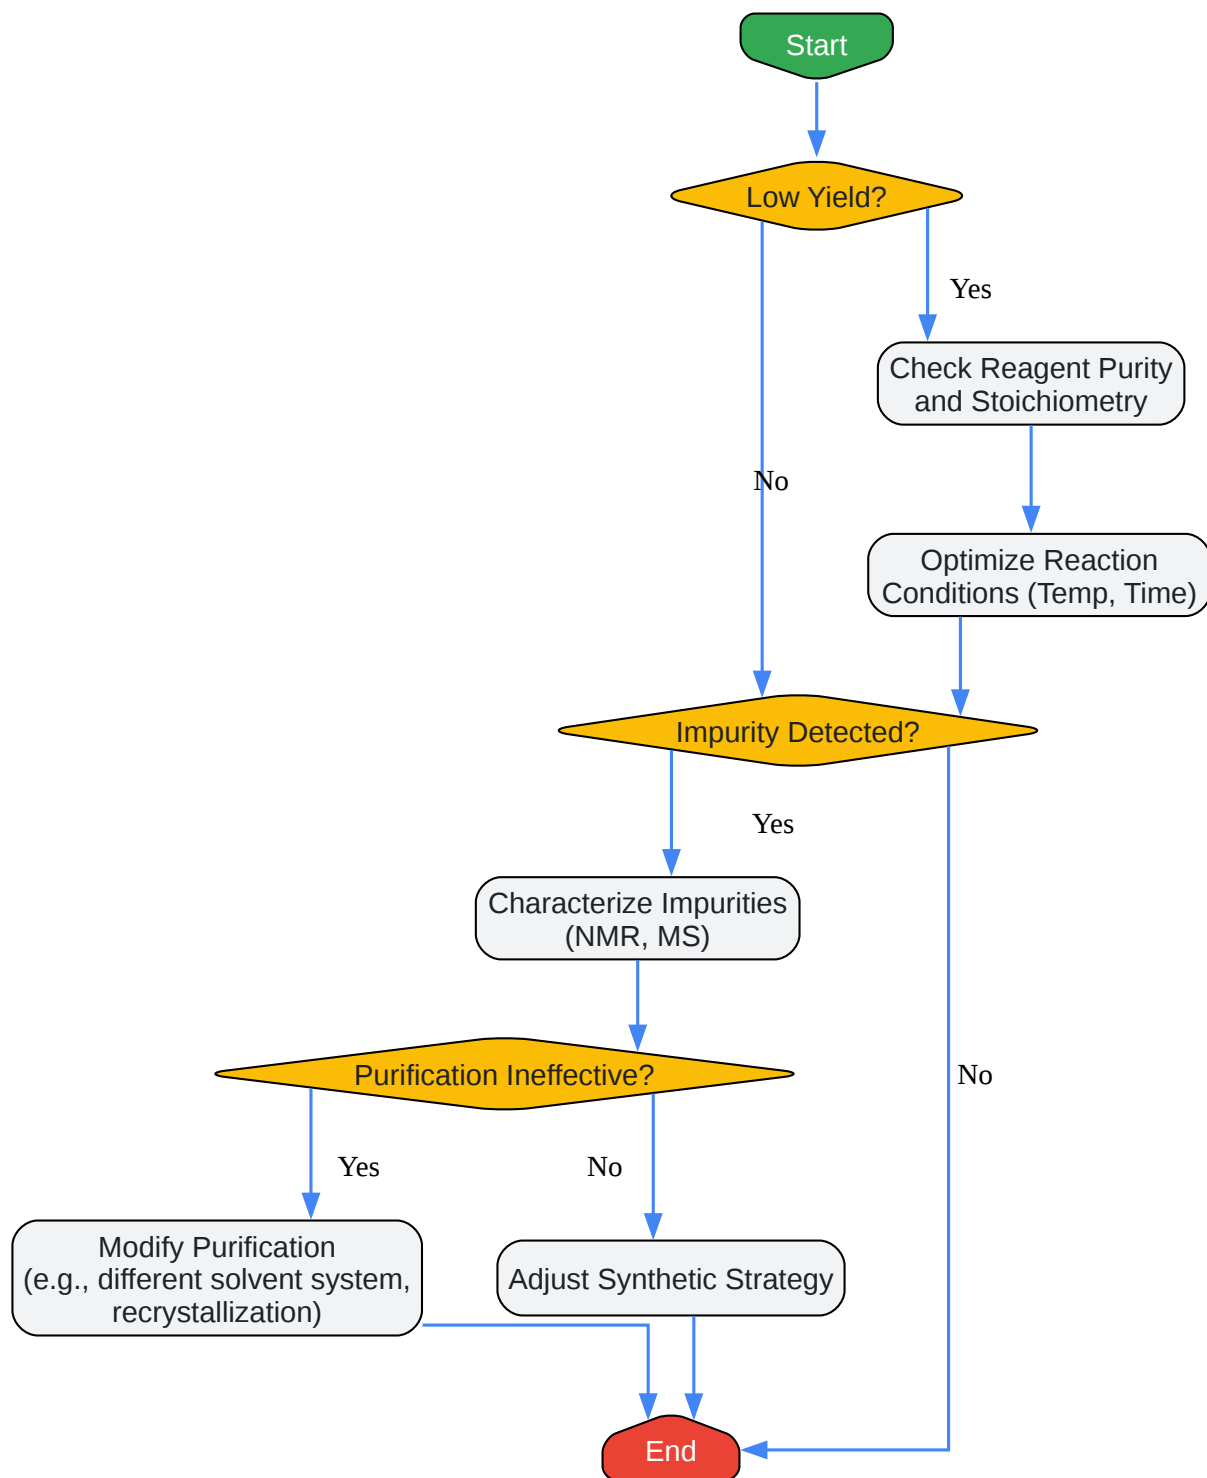 Start
Low Yield?
Yes
Check Reagent Purity
and Stoichiometry
No
Optimize Reaction
Conditions (Temp, Time)
Impurity Detected?
Yes
Characterize Impurities
(NMR, MS)
Purification Ineffective?
No
Yes
No
Modify Purification
(e.g., different solvent system,
recrystallization)
Adjust Synthetic Strategy
End